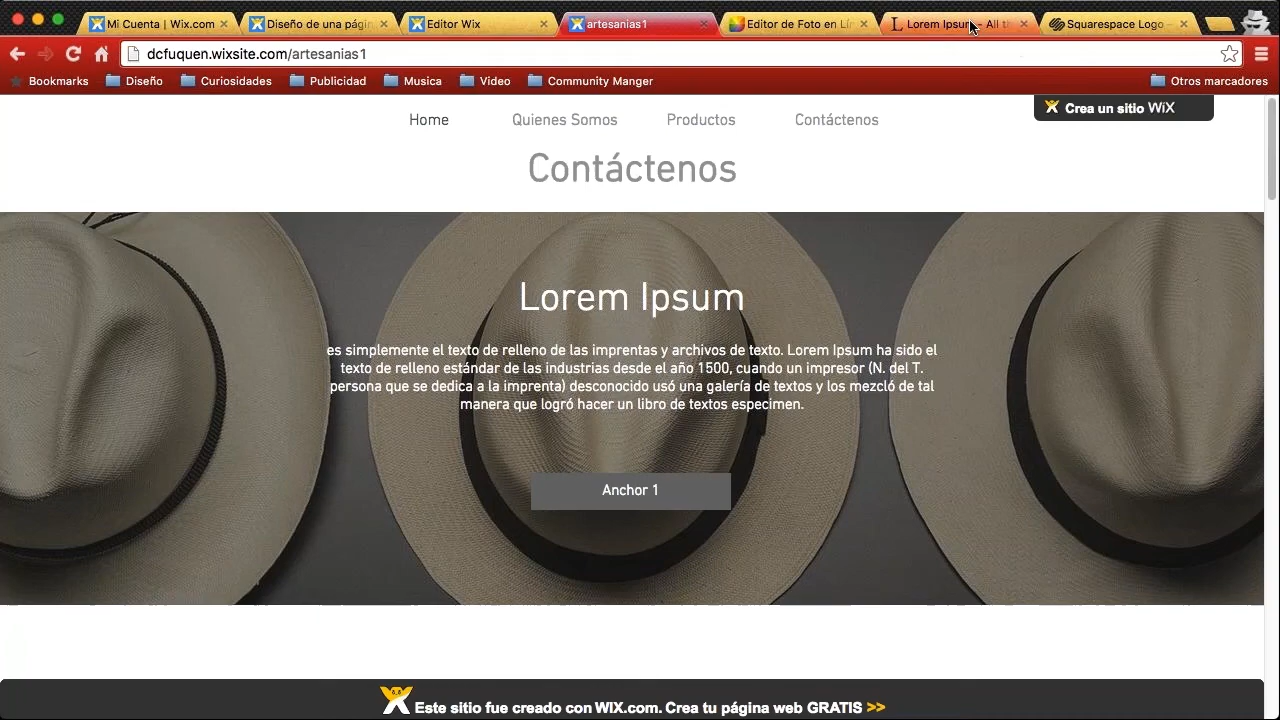 Mi Cuenta | Wix.com
Diseño de una págin
Editor Wix
artesanias1
Editor de Foto en Lín
Lorem Ipsum - All th
Squarespace Logo -
dcfuquen.wixsite.com/artesanias1
Bookmarks Diseño Curiosidades Publicidad Musica Video Community Manger Otros marcadores
Crea un sitio WiX
Home Quienes Somos Productos Contáctenos
Contáctenos
Lorem Ipsum
es simplemente el texto de relleno de las imprentas y archivos de texto. Lorem Ipsum ha sido el
texto de relleno estándar de las industrias desde el año 1500, cuando un impresor (N. del T.
persona que se dedica a la imprenta) desconocido usó una galería de textos y los mezcló de tal
manera que logró hacer un libro de textos especimen.
Anchor 1
Este sitio fue creado con WIX.com. Crea tu página web GRATIS >>